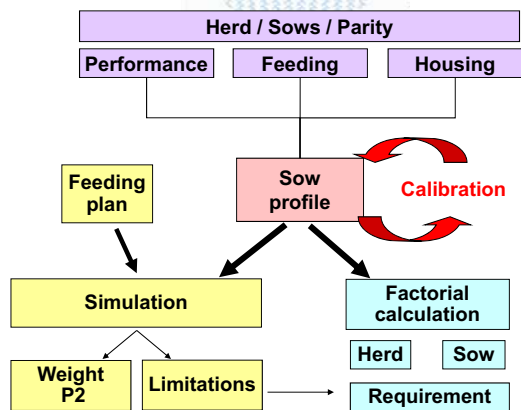 Herd / Sows / Parity
Performance
Feeding
Housing
Feeding
plan
Sow
profile
Calibration
Simulation
Factorial
calculation
Herd
Sow
Weight
P2
Limitations
Requirement